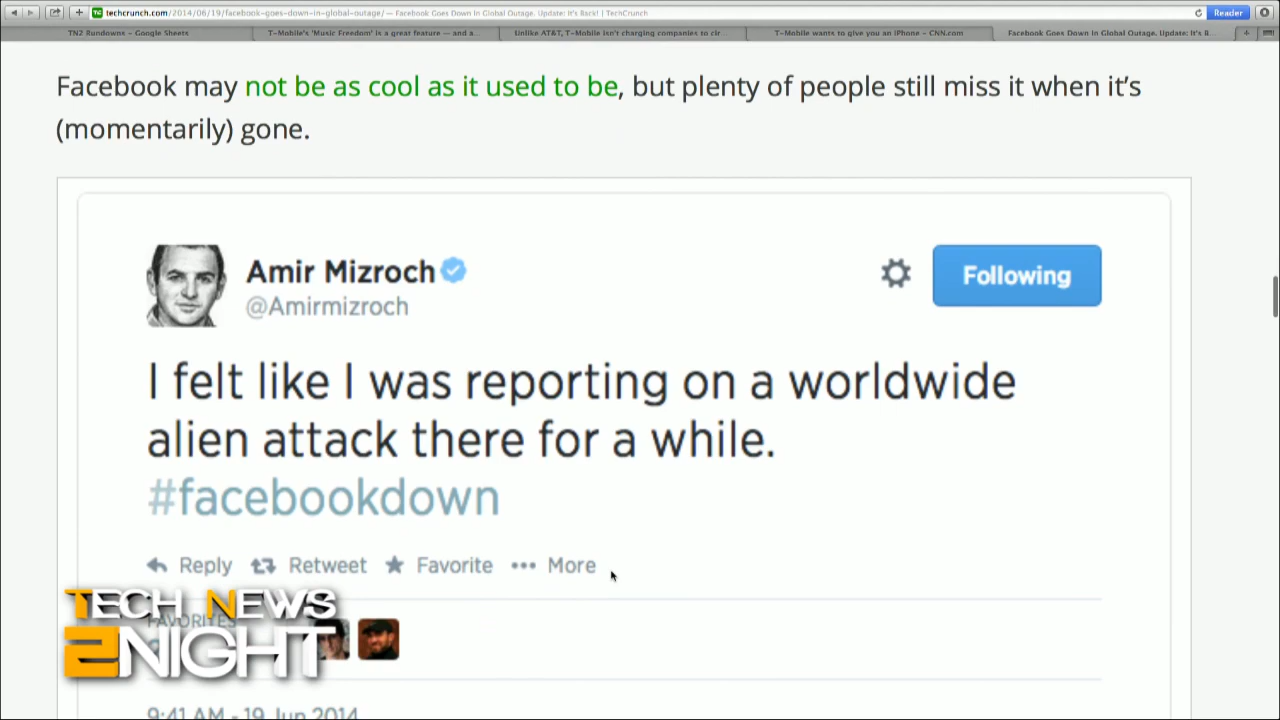 techcrunch.com/2014/06/19/facebook-goes-down-in-global-outage/ — Facebook Goes Down In Global Outage. Update: It's Back! | TechCrunch
Reader
TN2 Rundowns - Google Sheets
T-Mobile's 'Music Freedom' is a great feature — and a...
Unlike AT&T, T-Mobile isn't charging companies to cir...
T-Mobile wants to give you an iPhone - CNN.com
Facebook Goes Down In Global Outage. Update: It's B...
Facebook may not be as cool as it used to be, but plenty of people still miss it when it's
(momentarily) gone.
Amir Mizroch
@Amirmizroch
Following
I felt like I was reporting on a worldwide
alien attack there for a while.
#facebookdown
Reply Retweet Favorite More
FAVORITES
TECH NEWS
2NIGHT
9:41 AM - 19 Jun 2014